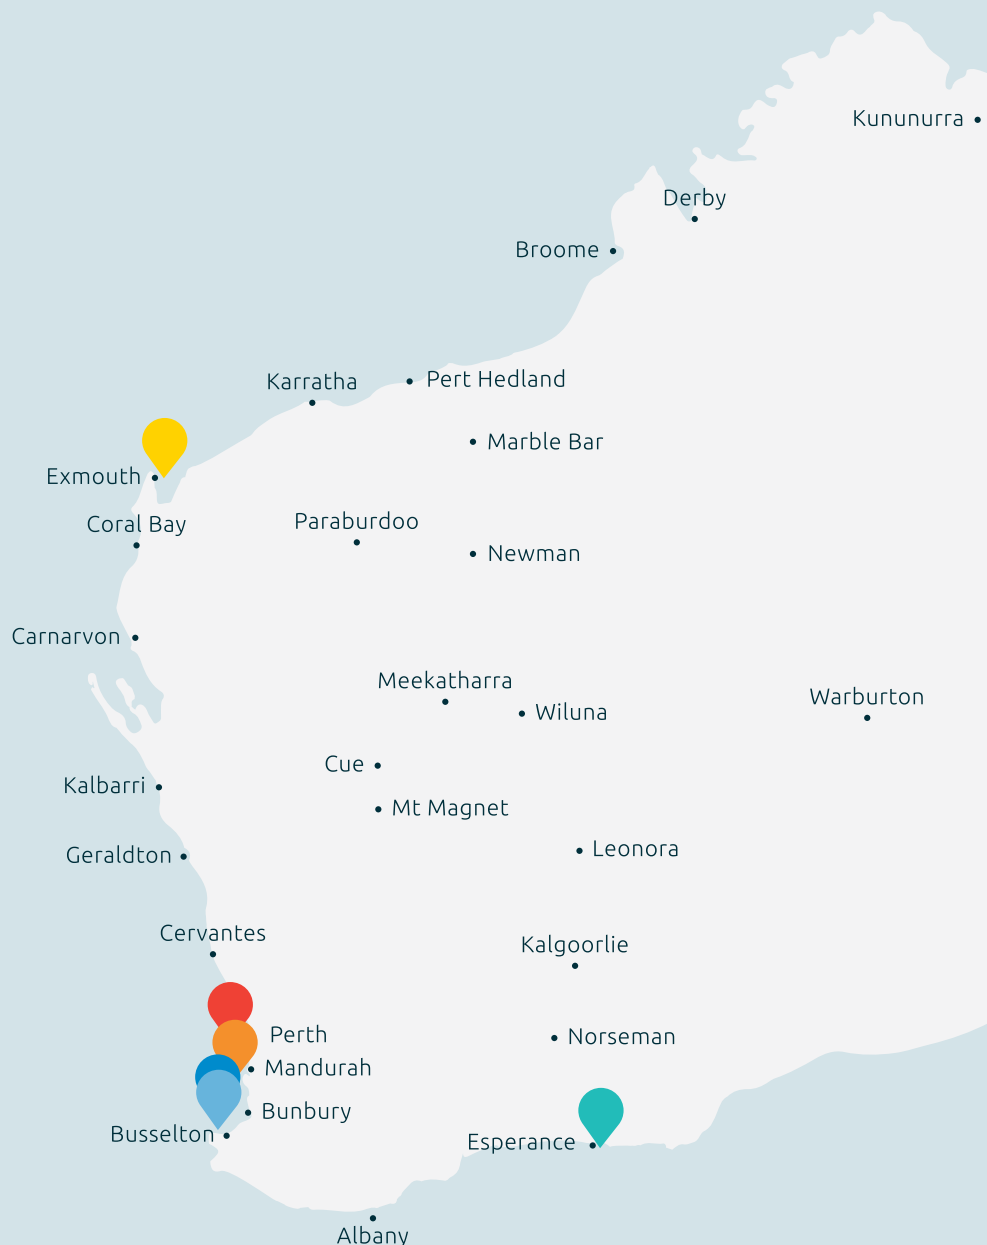 Kununurra
Derby
Broome
Karratha
Pert Hedland
Marble Bar
Exmouth
Coral Bay
Paraburdoo
Newman
Carnarvon
Meekatharra
Warburton
Wiluna
Cue
Kalbarri
Mt Magnet
Leonora
Geraldton
Cervantes
Kalgoorlie
Perth
Norseman
Mandurah
Bunbury
Busselton
Esperance
Albany